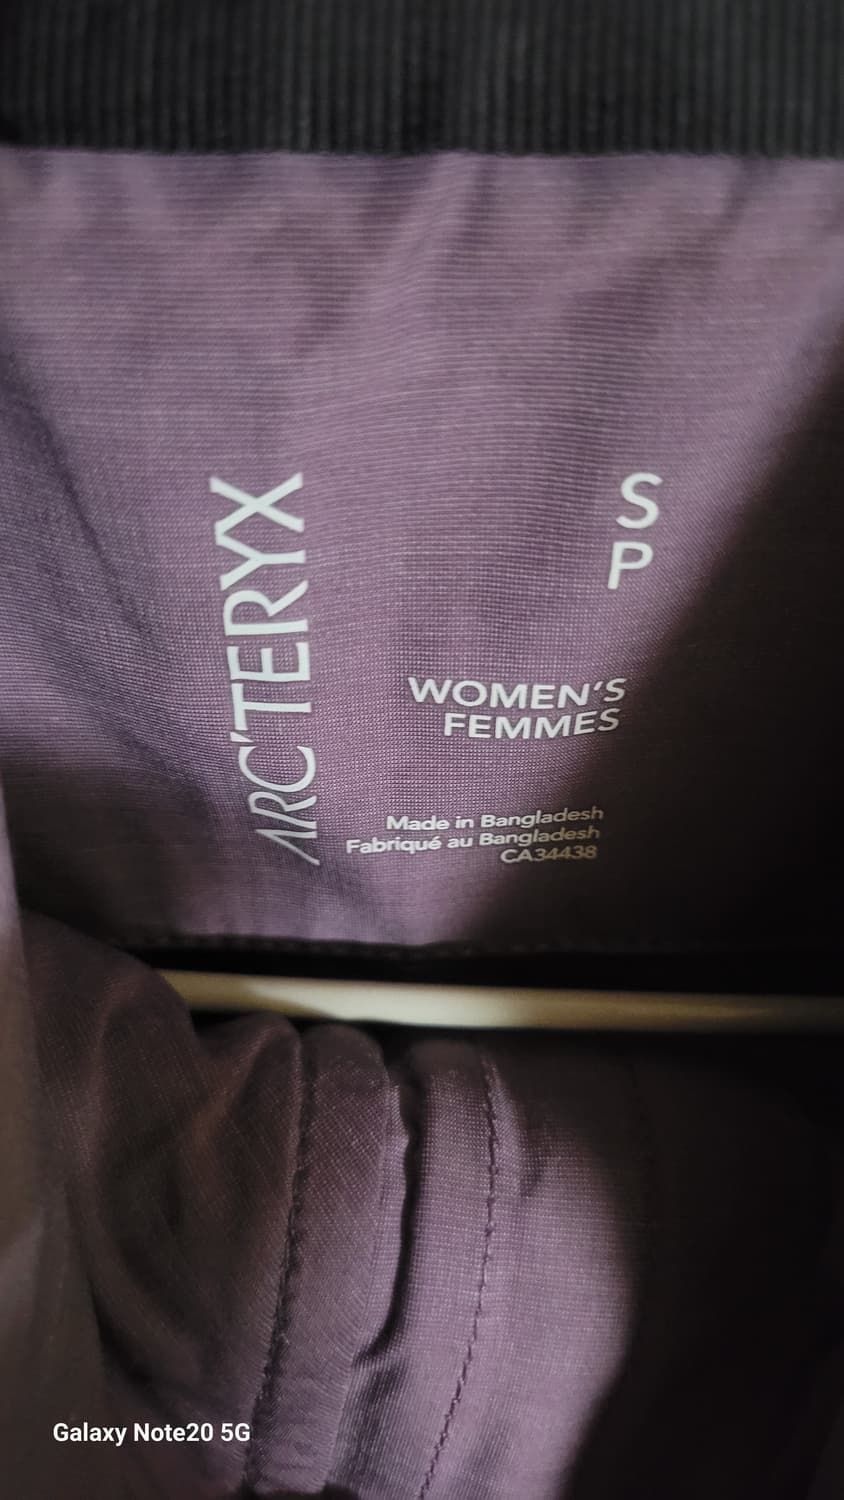 ARC'TERYX
S
P
WOMEN'S
FEMMES
Made in Bangladesh
Fabriqué au Bangladesh
CA34438
Galaxy Note20 5G